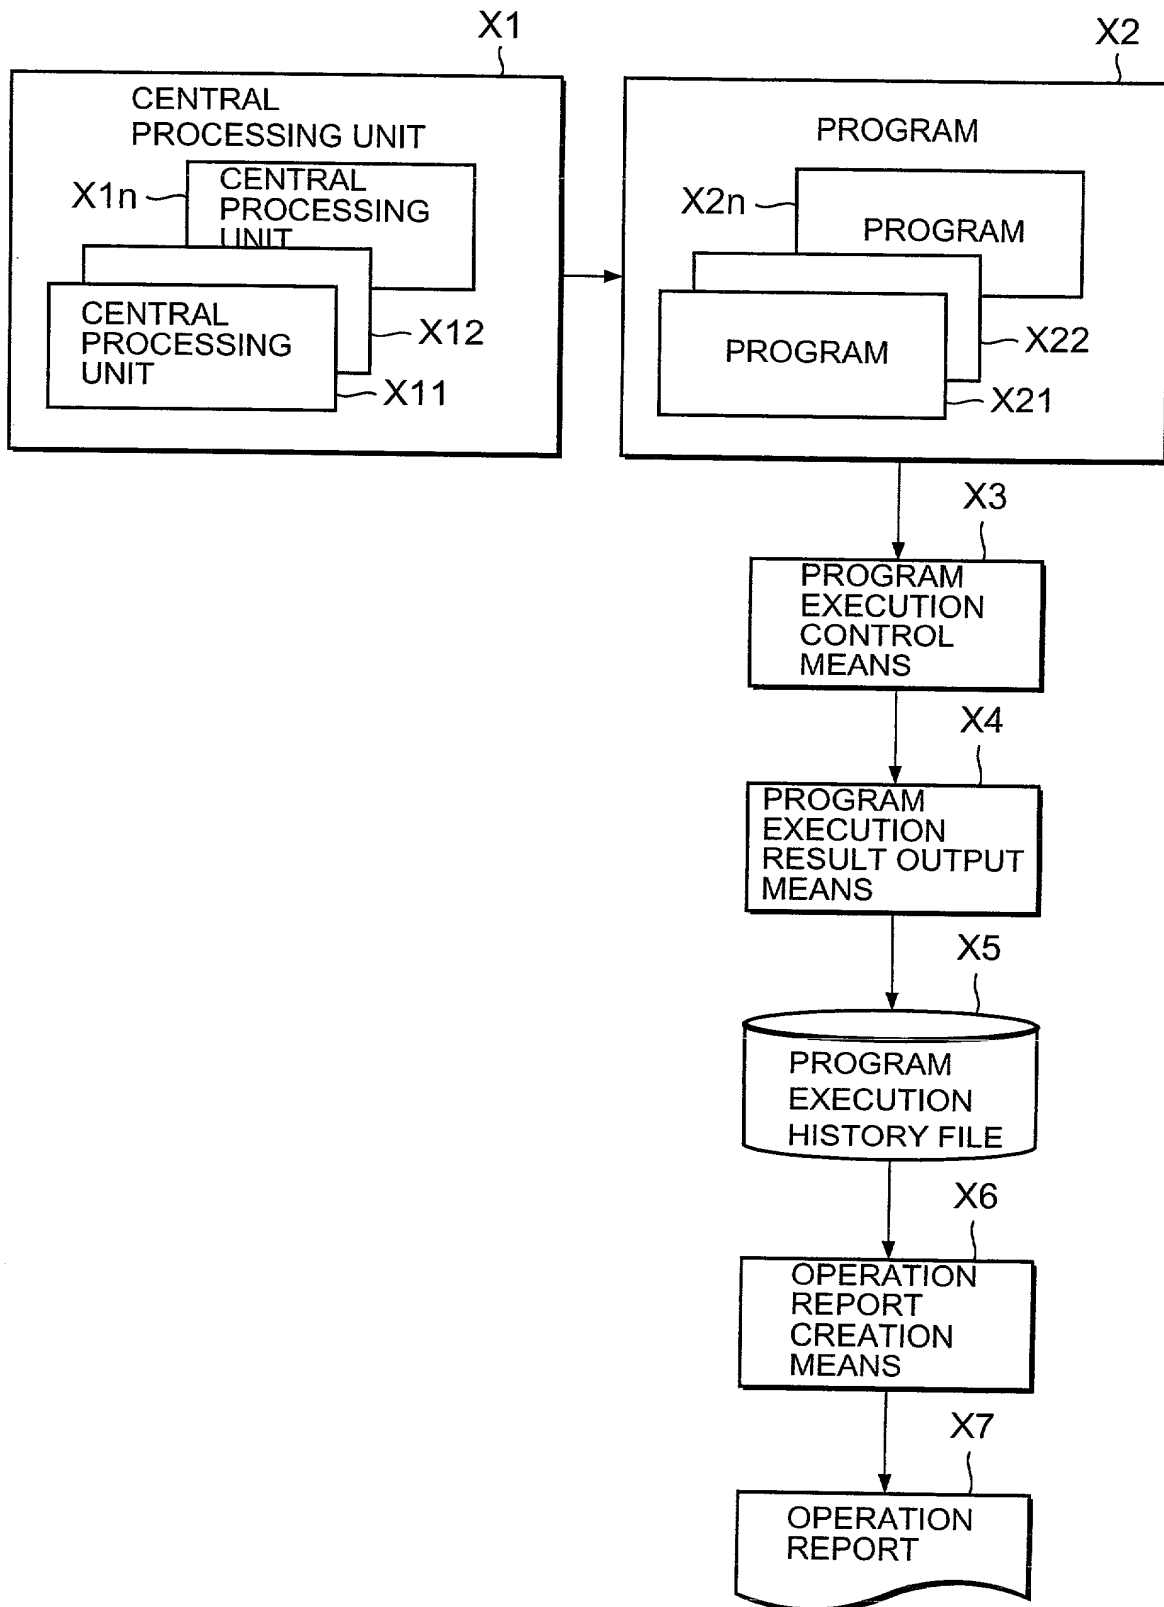 X1
CENTRAL
PROCESSING UNIT
X1n
CENTRAL
PROCESSING
UNIT
X12
CENTRAL
PROCESSING
UNIT
X11
X2
PROGRAM
X2n
PROGRAM
X22
PROGRAM
X21
X3
PROGRAM
EXECUTION
CONTROL
MEANS
X4
PROGRAM
EXECUTION
RESULT OUTPUT
MEANS
X5
PROGRAM
EXECUTION
HISTORY FILE
X6
OPERATION
REPORT
CREATION
MEANS
X7
OPERATION
REPORT